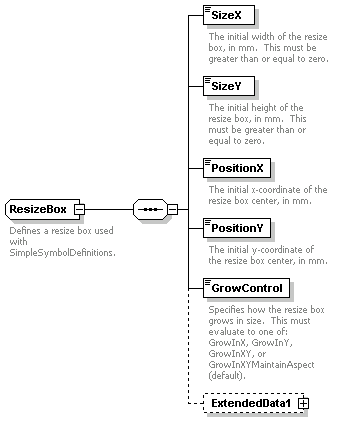 SizeX
The initial width of the resize
box, in mm.  This must be
greater than or equal to zero.
SizeY
The initial height of the
resize box, in mm.  This
must be greater than or
equal to zero.
PositionX
The initial x-coordinate of the
resize box center, in mm.
ResizeBox
Defines a resize box used
with
SimpleSymbolDefinitions.
PositionY
The initial y-coordinate of
the resize box center, in mm.
GrowControl
Specifies how the resize box
grows in size.  This must
evaluate to one of:
GrowInX, GrowInY,
GrowInXY, or
GrowInXYMaintainAspect
(default).
ExtendedData1